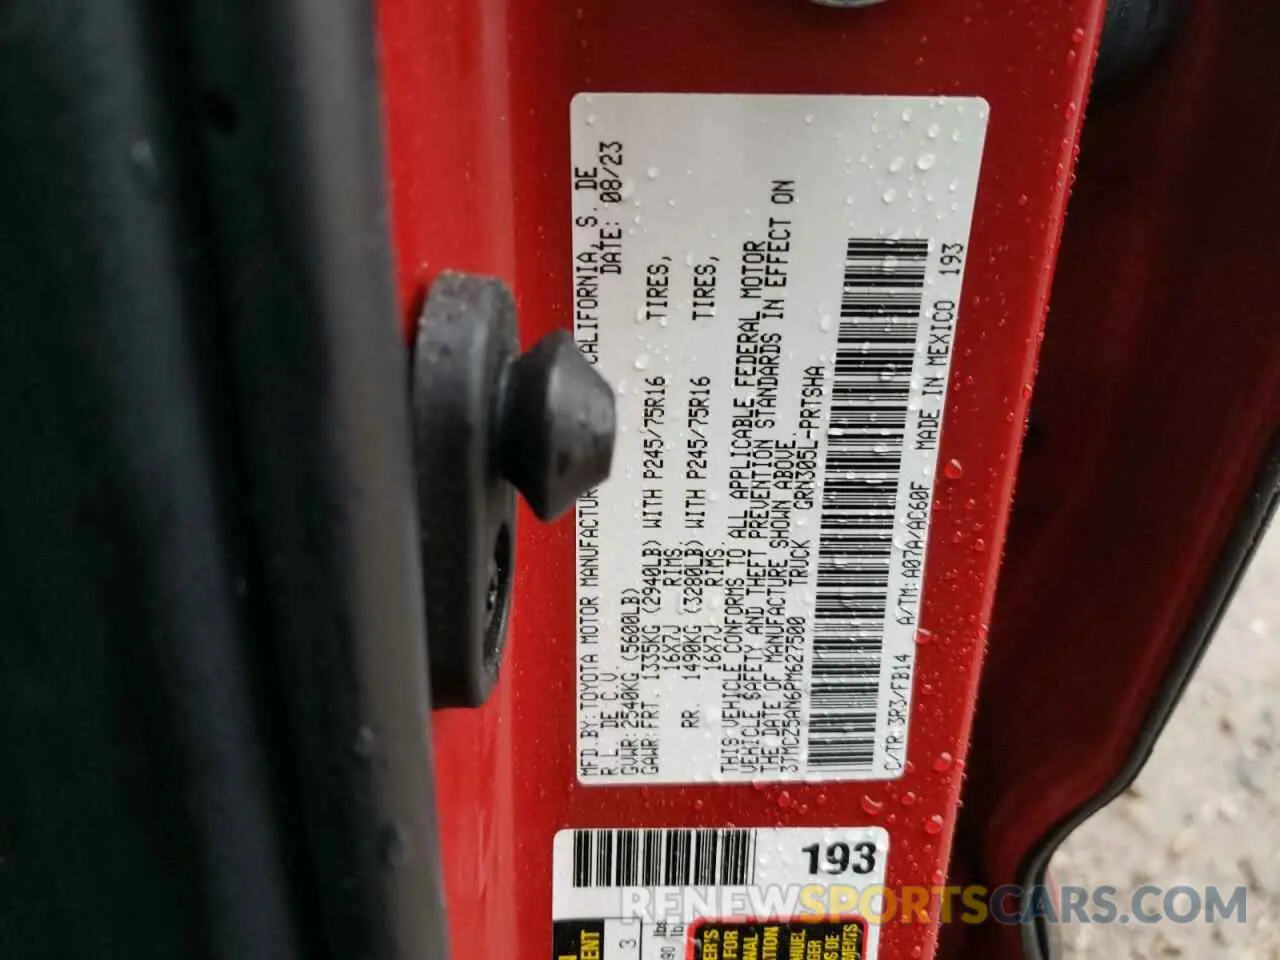 MFD.BY:TOYOTA MOTOR MANUFACTUR CALIFORNIA, S. DE
R.L. DE C.V. DATE: 08/23
GVWR:2540KG (5600LB)
GAWR:FRT 1335KG (2940LB) WITH P245/75R16 TIRES,
16X7J RIMS,
RR. 1490KG (3280LB) WITH P245/75R16 TIRES,
16X7J RIMS.
THIS VEHICLE CONFORMS TO ALL APPLICABLE FEDERAL MOTOR
VEHICLE SAFETY AND THEFT PREVENTION STANDARDS IN EFFECT ON
THE DATE OF MANUFACTURE SHOWN ABOVE.
3TMCZ5AN6PM627500 TRUCK GRN305L-PRTSHA
C/TR:3R3/FB14 A/TM:A07A/AC60F MADE IN MEXICO 193
193
RENEWSPORTSCARS.COM